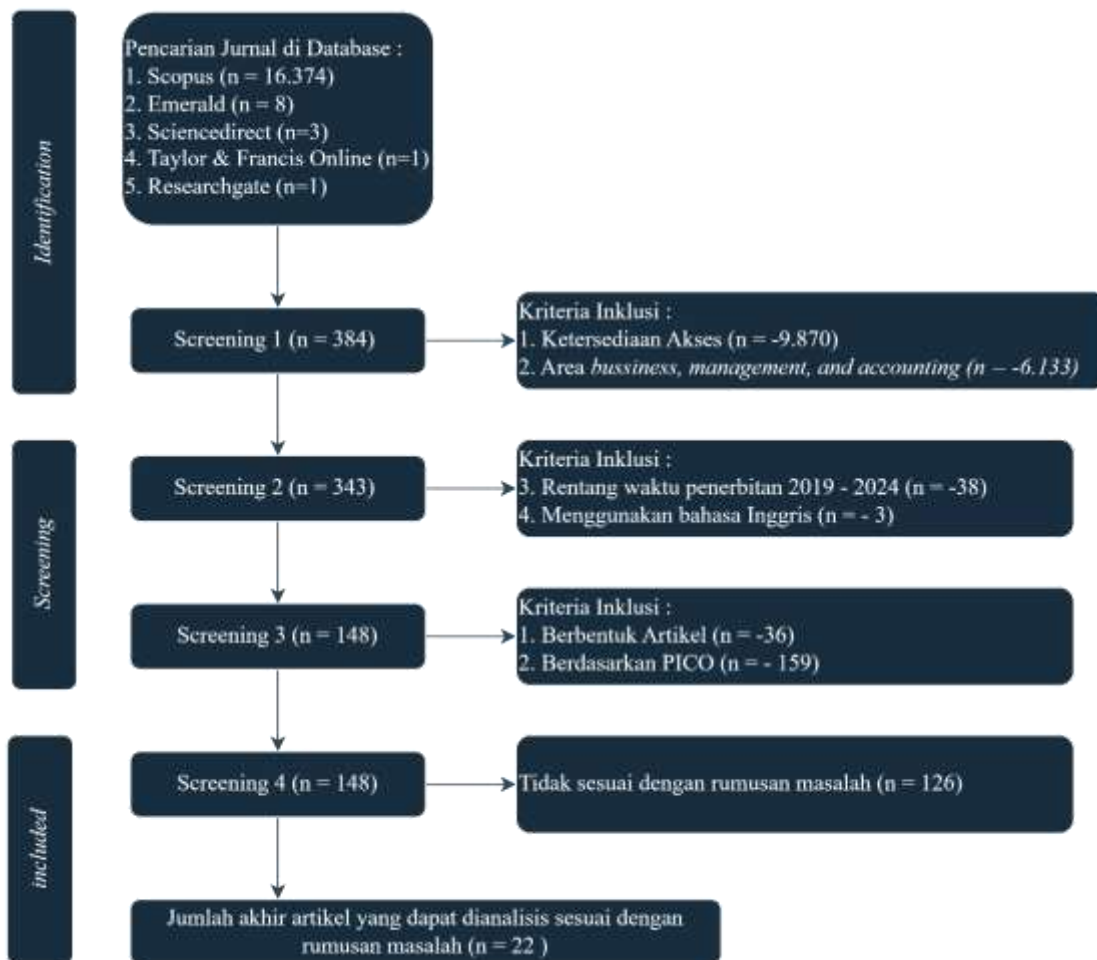 Identification
Pencarian Jurnal di Database :
1. Scopus (n = 16.374)
2. Emerald (n = 8)
3. Sciencedirect (n=3)
4. Taylor & Francis Online (n=1)
5. Researchgate (n=1)
Screening 1 (n = 384)
Kriteria Inklusi :
1. Ketersediaan Akses (n = -9.870)
2. Area bussiness, management, and accounting (n – -6.133)
Screening
Screening 2 (n = 343)
Kriteria Inklusi :
3. Rentang waktu penerbitan 2019 - 2024 (n = -38)
4. Menggunakan bahasa Inggris (n = - 3)
Screening 3 (n = 148)
Kriteria Inklusi :
1. Berbentuk Artikel (n = -36)
2. Berdasarkan PICO (n = - 159)
included
Screening 4 (n = 148)
Tidak sesuai dengan rumusan masalah (n = 126)
Jumlah akhir artikel yang dapat dianalisis sesuai dengan
rumusan masalah (n = 22 )